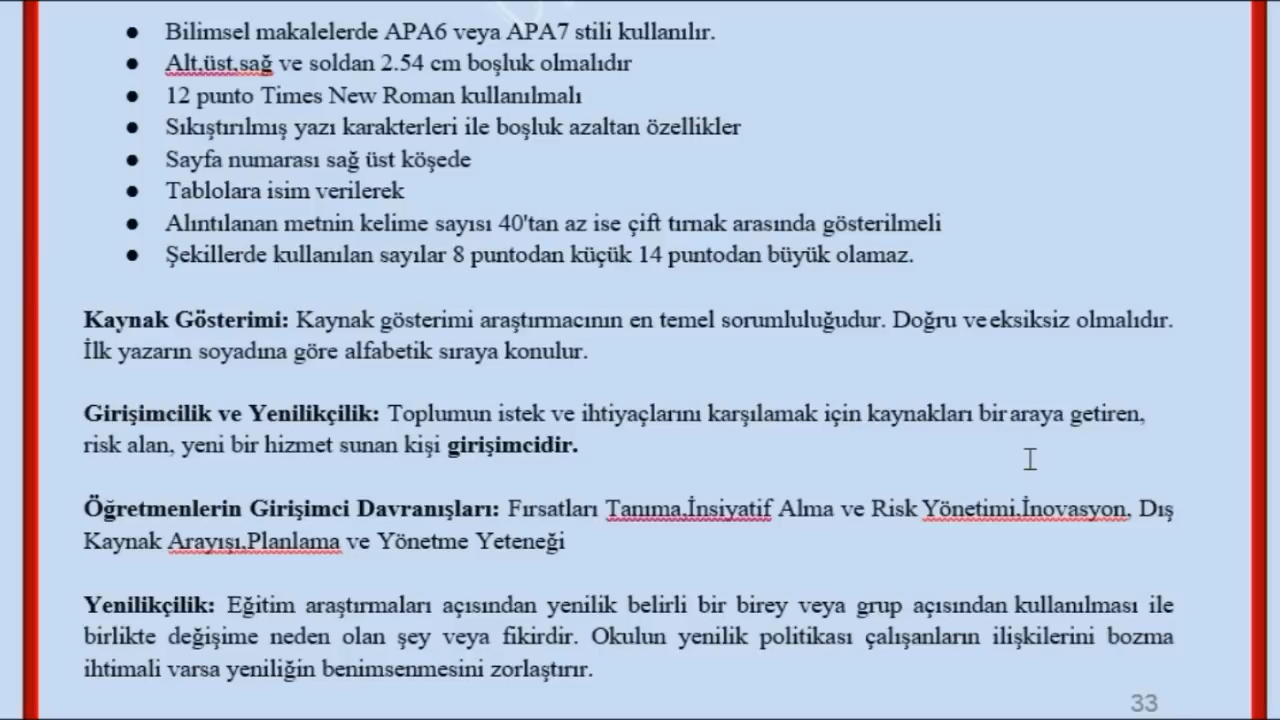 ● Bilimsel makalelerde APA6 veya APA7 stili kullanılır.
● Alt,üst,sağ ve soldan 2.54 cm boşluk olmalıdır
● 12 punto Times New Roman kullanılmalı
● Sıkıştırılmış yazı karakterleri ile boşluk azaltan özellikler
● Sayfa numarası sağ üst köşede
● Tablolara isim verilerek
● Alıntılanan metnin kelime sayısı 40'tan az ise çift tırnak arasında gösterilmeli
● Şekillerde kullanılan sayılar 8 puntodan küçük 14 puntodan büyük olamaz.
Kaynak Gösterimi: Kaynak gösterimi araştırmacının en temel sorumluluğudur. Doğru ve eksiksiz olmalıdır.
İlk yazarın soyadına göre alfabetik sıraya konulur.
Girişimcilik ve Yenilikçilik: Toplumun istek ve ihtiyaçlarını karşılamak için kaynakları bir araya getiren,
risk alan, yeni bir hizmet sunan kişi girişimcidir.
Öğretmenlerin Girişimci Davranışları: Fırsatları Tanıma,İnsiyatif Alma ve Risk Yönetimi,İnovasyon, Dış
Kaynak Arayışı,Planlama ve Yönetme Yeteneği
Yenilikçilik: Eğitim araştırmaları açısından yenilik belirli bir birey veya grup açısından kullanılması ile
birlikte değişime neden olan şey veya fikirdir. Okulun yenilik politikası çalışanların ilişkilerini bozma
ihtimali varsa yeniliğin benimsenmesini zorlaştırır.
33